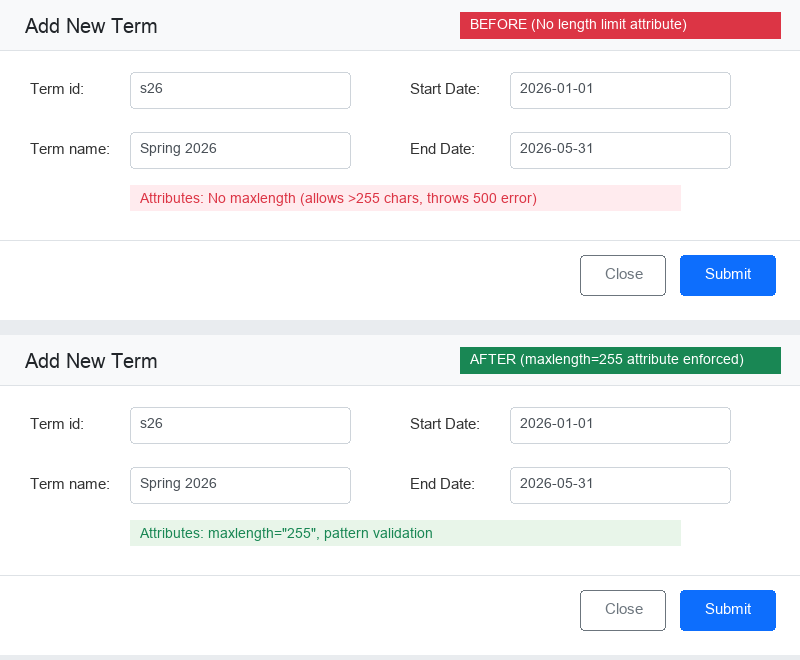 Add New Term
BEFORE (No length limit attribute)
Term id: s26 Start Date: 2026-01-01
Term name: Spring 2026 End Date: 2026-05-31
Attributes: No maxlength (allows >255 chars, throws 500 error)
Close Submit
Add New Term
AFTER (maxlength=255 attribute enforced)
Term id: s26 Start Date: 2026-01-01
Term name: Spring 2026 End Date: 2026-05-31
Attributes: maxlength="255", pattern validation
Close Submit